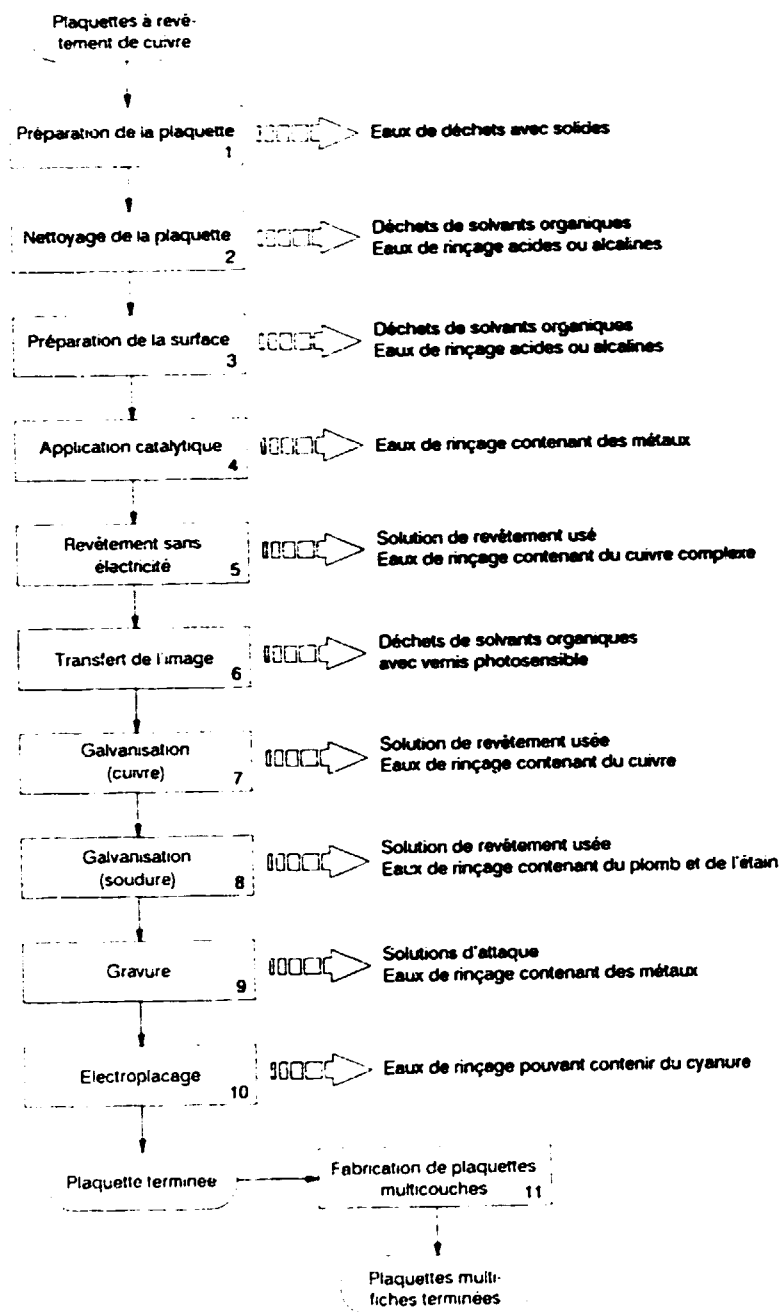 Plaquettes à revê-
tement de cuivre
Préparation de la plaquette
1
Eaux de déchets avec solides
Nettoyage de la plaquette
2
Déchets de solvants organiques
Eaux de rinçage acides ou alcalines
Préparation de la surface
3
Déchets de solvants organiques
Eaux de rinçage acides ou alcalines
Application catalytique
4
Eaux de rinçage contenant des métaux
Revêtement sans
électricité
5
Solution de revêtement usé
Eaux de rinçage contenant du cuivre complexe
Transfert de l'image
6
Déchets de solvants organiques
avec vernis photosensible
Galvanisation
(cuivre)
7
Solution de revêtement usée
Eaux de rinçage contenant du cuivre
Galvanisation
(soudure)
8
Solution de revêtement usée
Eaux de rinçage contenant du plomb et de l'étain
Gravure
9
Solutions d'attaque
Eaux de rinçage contenant des métaux
Electroplacage
10
Eaux de rinçage pouvant contenir du cyanure
Plaquette terminée
Fabrication de plaquettes
multicouches
11
Plaquettes multi-
fiches terminées